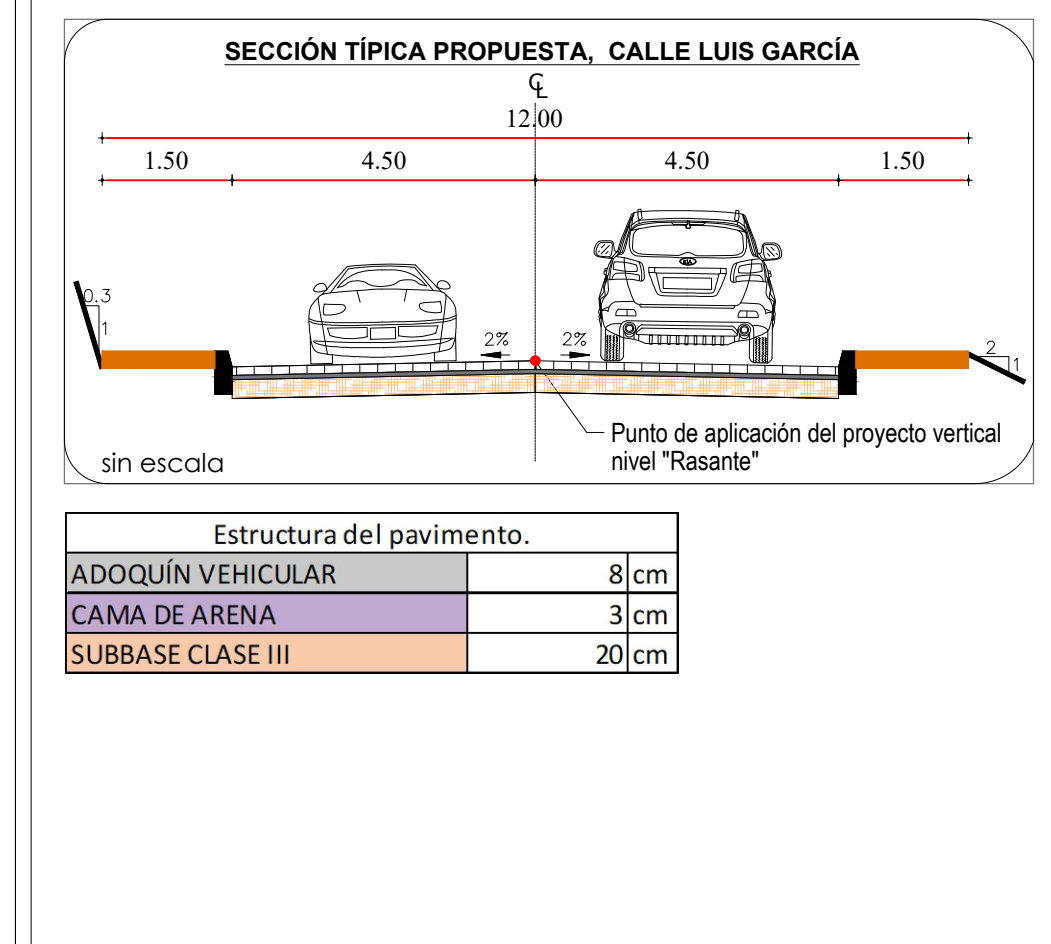 SECCIÓN TÍPICA PROPUESTA, CALLE LUIS GARCÍA
℄
12.00
1.50 4.50 4.50 1.50
0.3
1
2% 2%
KIA
2
1
Punto de aplicación del proyecto vertical
nivel "Rasante"
sin escala
Estructura del pavimento.
ADOQUÍN VEHICULAR 8 cm
CAMA DE ARENA 3 cm
SUBBASE CLASE III 20 cm